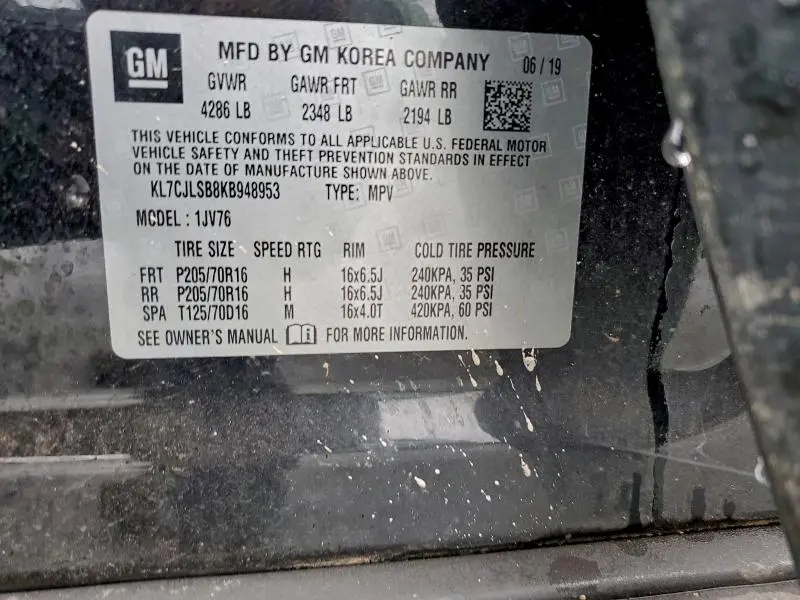 GM
MFD BY GM KOREA COMPANY 06 / 19
GVWR GAWR FRT GAWR RR
4286 LB 2348 LB 2194 LB
THIS VEHICLE CONFORMS TO ALL APPLICABLE U.S. FEDERAL MOTOR
VEHICLE SAFETY AND THEFT PREVENTION STANDARDS IN EFFECT
ON THE DATE OF MANUFACTURE SHOWN ABOVE.
KL7CJLSB8KB948953 TYPE: MPV
MCDEL : 1JV76
TIRE SIZE SPEED RTG RIM COLD TIRE PRESSURE
FRT P205/70R16 H 16x6.5J 240KPA, 35 PSI
RR P205/70R16 H 16x6.5J 240KPA, 35 PSI
SPA T125/70D16 M 16x4.0T 420KPA, 60 PSI
SEE OWNER'S MANUAL FOR MORE INFORMATION.